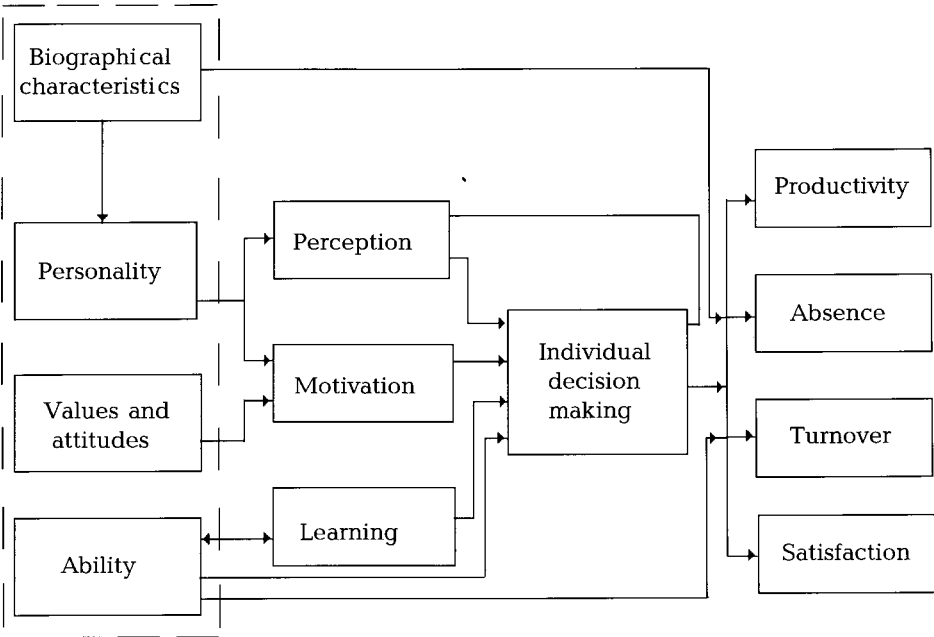 Biographical
characteristics
Personality
Values and
attitudes
Ability
Perception
Motivation
Learning
Individual
decision
making
Productivity
Absence
Turnover
Satisfaction